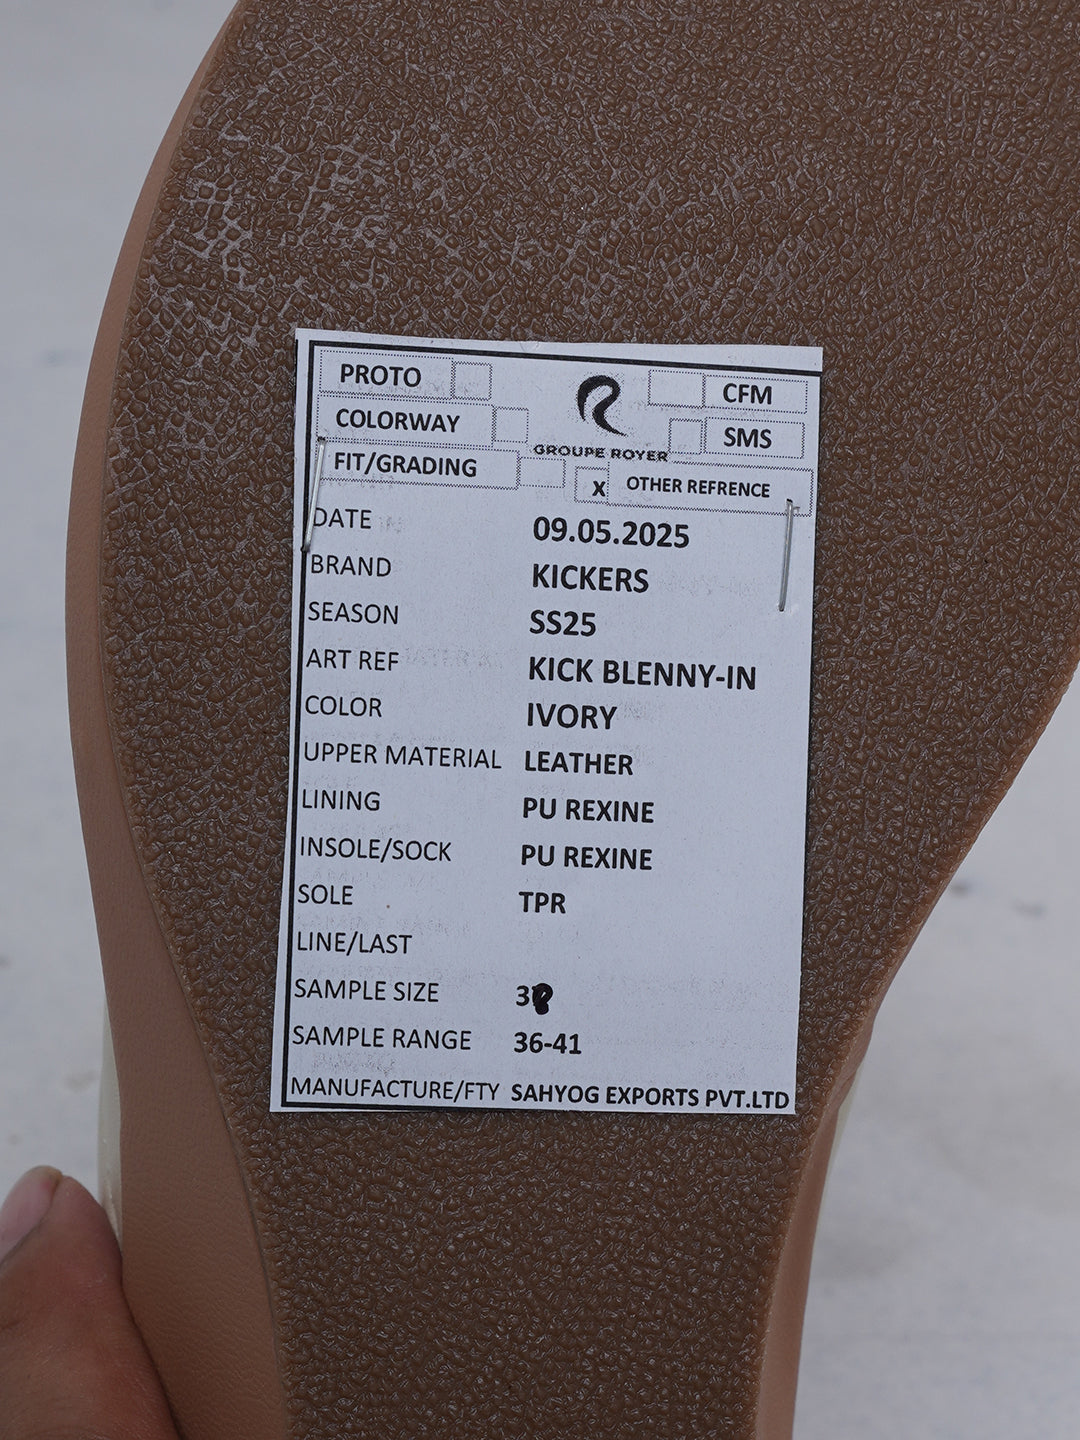 PROTO
COLORWAY
FIT/GRADING
GROUPE ROYER
CFM
SMS
X OTHER REFRENCE
DATE 09.05.2025
BRAND KICKERS
SEASON SS25
ART REF KICK BLENNY-IN
COLOR IVORY
UPPER MATERIAL LEATHER
LINING PU REXINE
INSOLE/SOCK PU REXINE
SOLE TPR
LINE/LAST
SAMPLE SIZE
SAMPLE RANGE 36-41
MANUFACTURE/FTY SAHYOG EXPORTS PVT.LTD